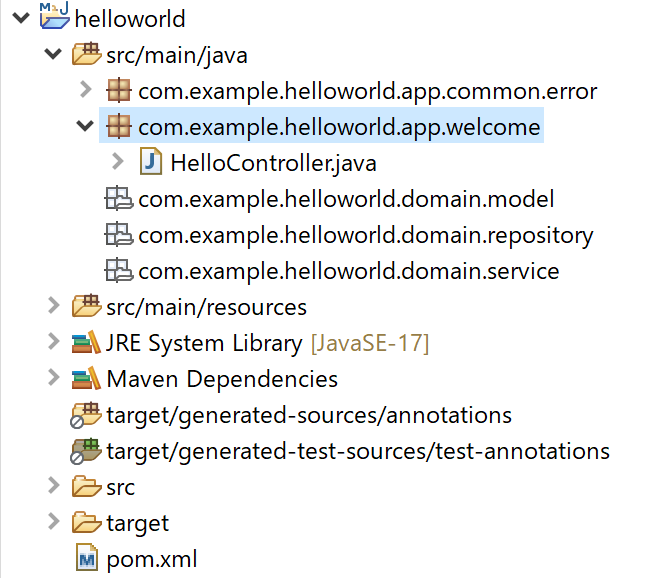 helloworld
src/main/java
com.example.helloworld.app.common.error
com.example.helloworld.app.welcome
HelloController.java
com.example.helloworld.domain.model
com.example.helloworld.domain.repository
com.example.helloworld.domain.service
src/main/resources
JRE System Library [JavaSE-17]
Maven Dependencies
target/generated-sources/annotations
target/generated-test-sources/test-annotations
src
target
pom.xml